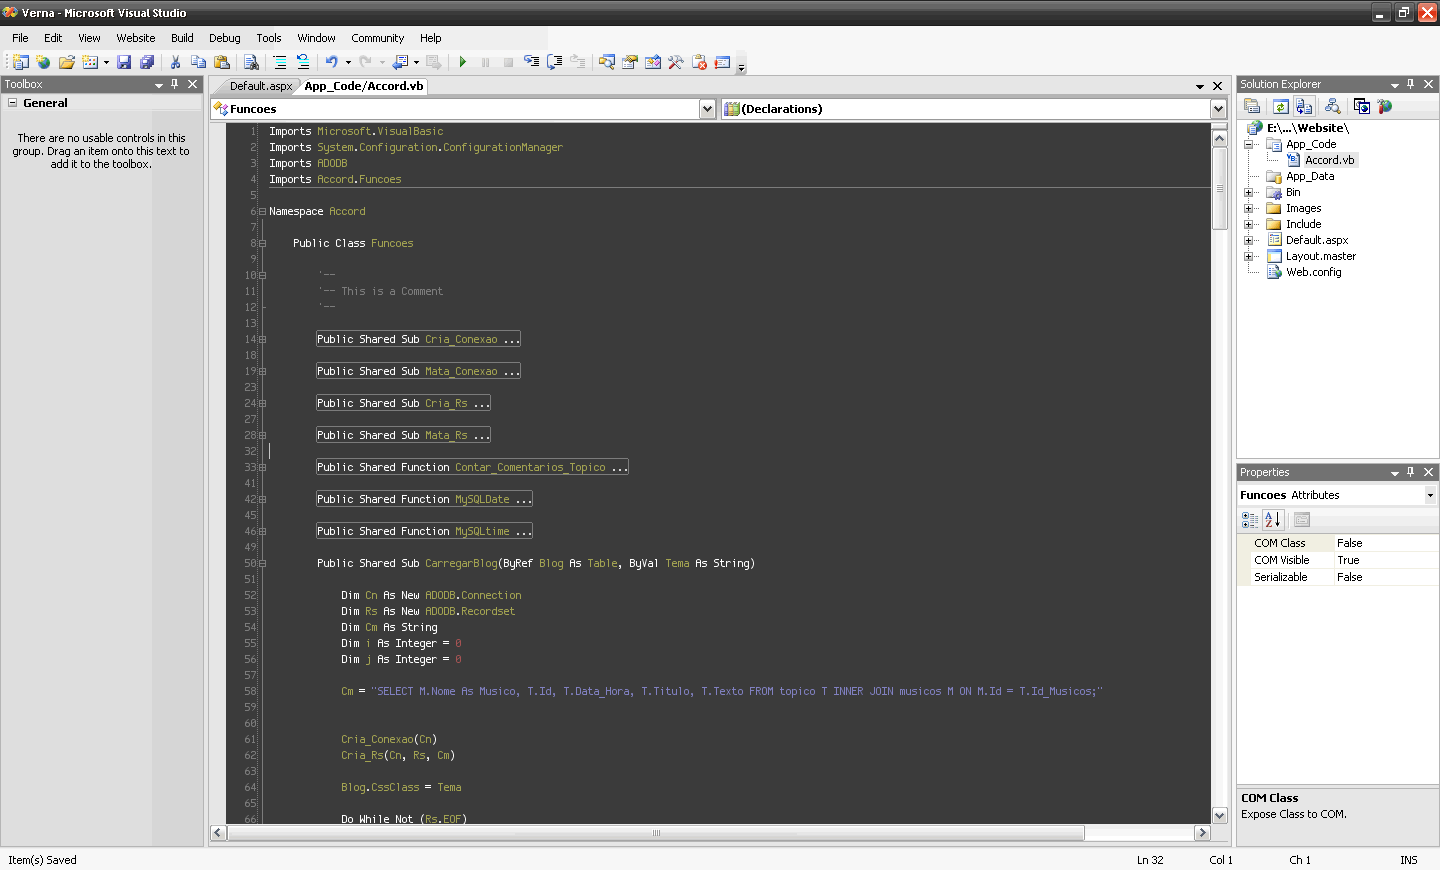 Verna - Microsoft Visual Studio
File Edit View Website Build Debug Tools Window Community Help
Toolbox
General
There are no usable controls in this
group. Drag an item onto this text to
add it to the toolbox.
Default.aspx App_Code/Accord.vb
Funcoes (Declarations)
1 Imports Microsoft.VisualBasic
2 Imports System.Configuration.ConfigurationManager
3 Imports ADODB
4 Imports Accord.Funcoes
5
6 Namespace Accord
7
8 Public Class Funcoes
9
10 '--
11 '-- This is a Comment
12 '--
13
14 Public Shared Sub Cria_Conexao ...
18
19 Public Shared Sub Mata_Conexao ...
23
24 Public Shared Sub Cria_Rs ...
27
28 Public Shared Sub Mata_Rs ...
32
33 Public Shared Function Contar_Comentarios_Topico ...
41
42 Public Shared Function MySQLDate ...
45
46 Public Shared Function MySQLtime ...
49
50 Public Shared Sub CarregarBlog(ByRef Blog As Table, ByVal Tema As String)
51
52 Dim Cn As New ADODB.Connection
53 Dim Rs As New ADODB.Recordset
54 Dim Cm As String
55 Dim i As Integer = 0
56 Dim j As Integer = 0
57
58 Cm = "SELECT M.Nome As Musico, T.Id, T.Data_Hora, T.Titulo, T.Texto FROM topico T INNER JOIN musicos M ON M.Id = T.Id_Musicos;"
59
60
61 Cria_Conexao(Cn)
62 Cria_Rs(Cn, Rs, Cm)
63
64 Blog.CssClass = Tema
65
66 Do While Not (Rs.EOF)
Solution Explorer
E:\...\Website\
App_Code
Accord.vb
App_Data
Bin
Images
Include
Default.aspx
Layout.master
Web.config
Properties
Funcoes Attributes
COM Class False
COM Visible True
Serializable False
COM Class
Expose Class to COM.
Item(s) Saved Ln 32 Col 1 Ch 1 INS